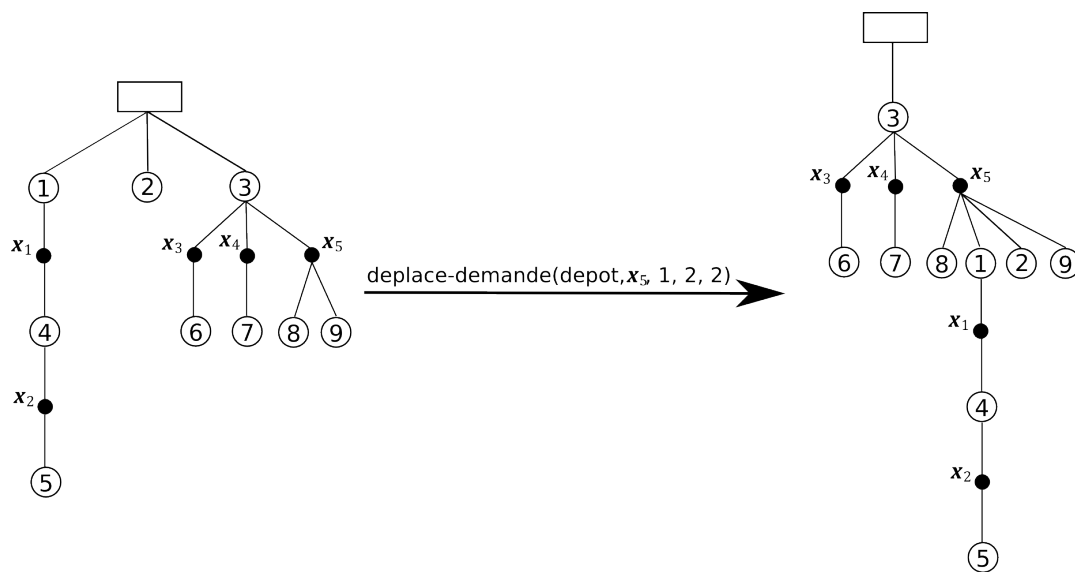 1 2 3
x1 x3 x4 x5
4 6 7 8 9
x2
5
deplace-demande(depot,x5, 1, 2, 2)
3
x3 x4 x5
6 7 8 1 2 9
x1
4
x2
5